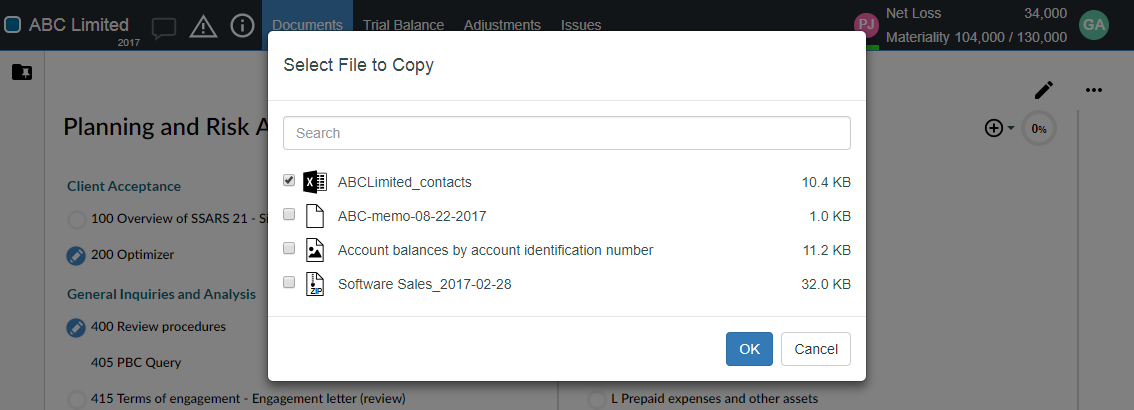 ABC Limited
2017
Documents
Trial Balance
Adjustments
Issues
PJ
Net Loss 34,000
Materiality 104,000 / 130,000
GA
Select File to Copy
Search
ABCLimited_contacts 10.4 KB
ABC-memo-08-22-2017 1.0 KB
Account balances by account identification number 11.2 KB
ZIP
Software Sales_2017-02-28 32.0 KB
OK
Cancel
Planning and Risk A
0%
Client Acceptance
100 Overview of SSARS 21 - Si
200 Optimizer
General Inquiries and Analysis
400 Review procedures
405 PBC Query
415 Terms of engagement - Engagement letter (review)
L Prepaid expenses and other assets